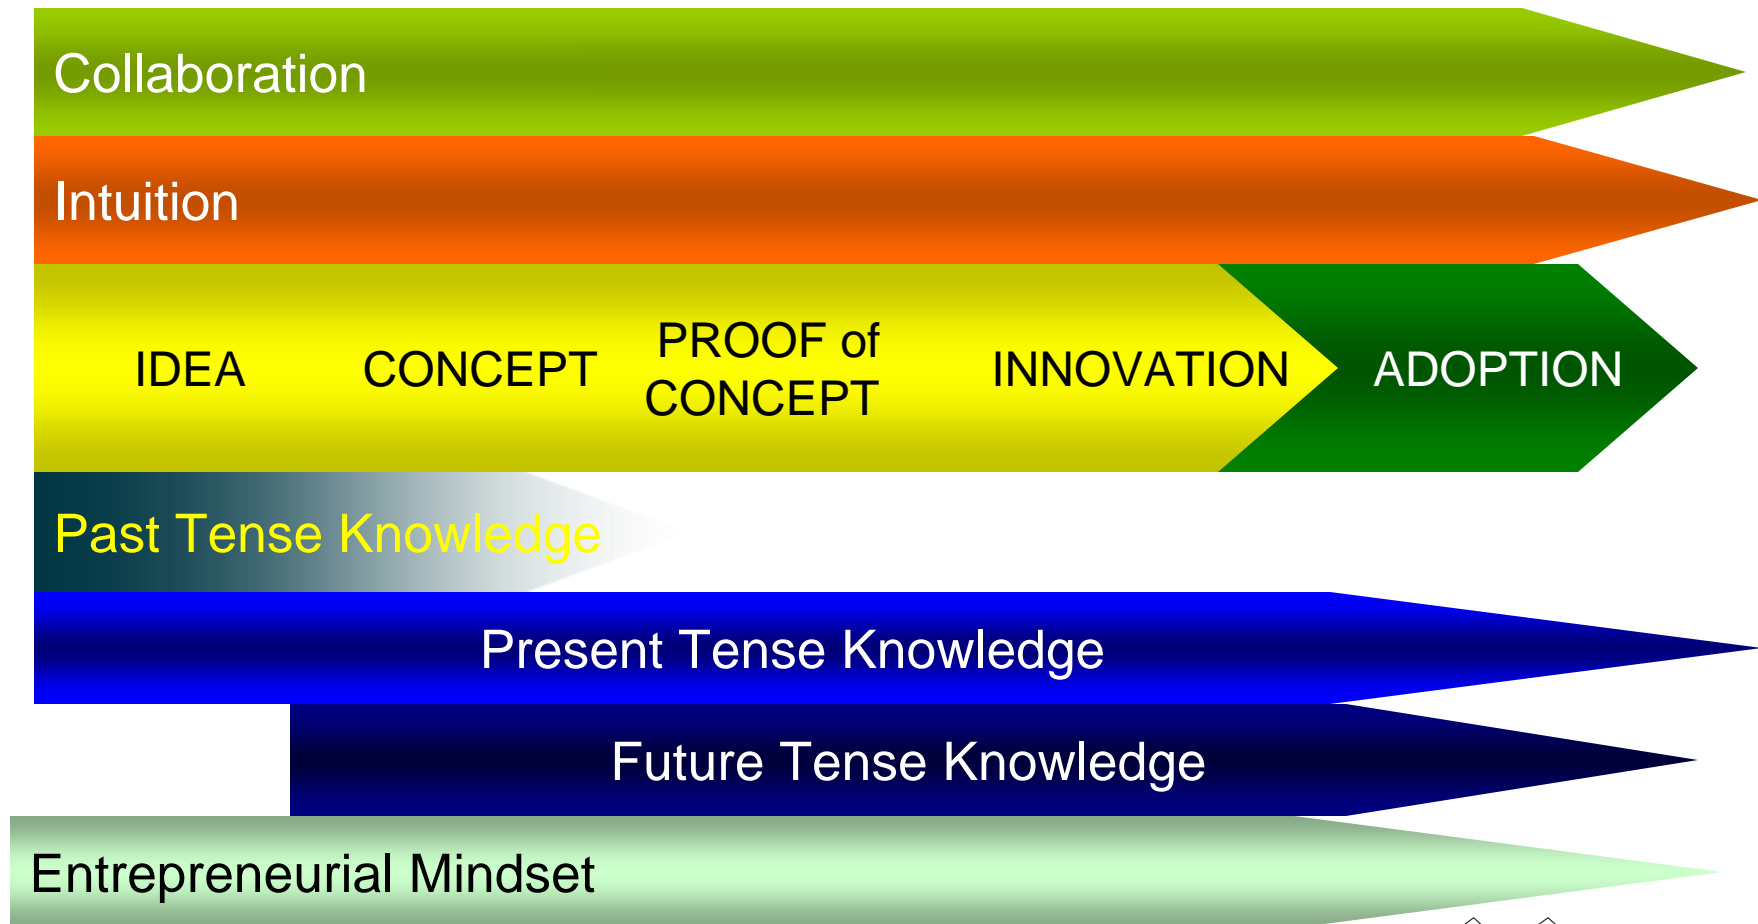 Collaboration
Intuition
IDEA
CONCEPT
PROOF of
CONCEPT
INNOVATION
ADOPTION
Past Tense Knowledge
Present Tense Knowledge
Future Tense Knowledge
Entrepreneurial Mindset